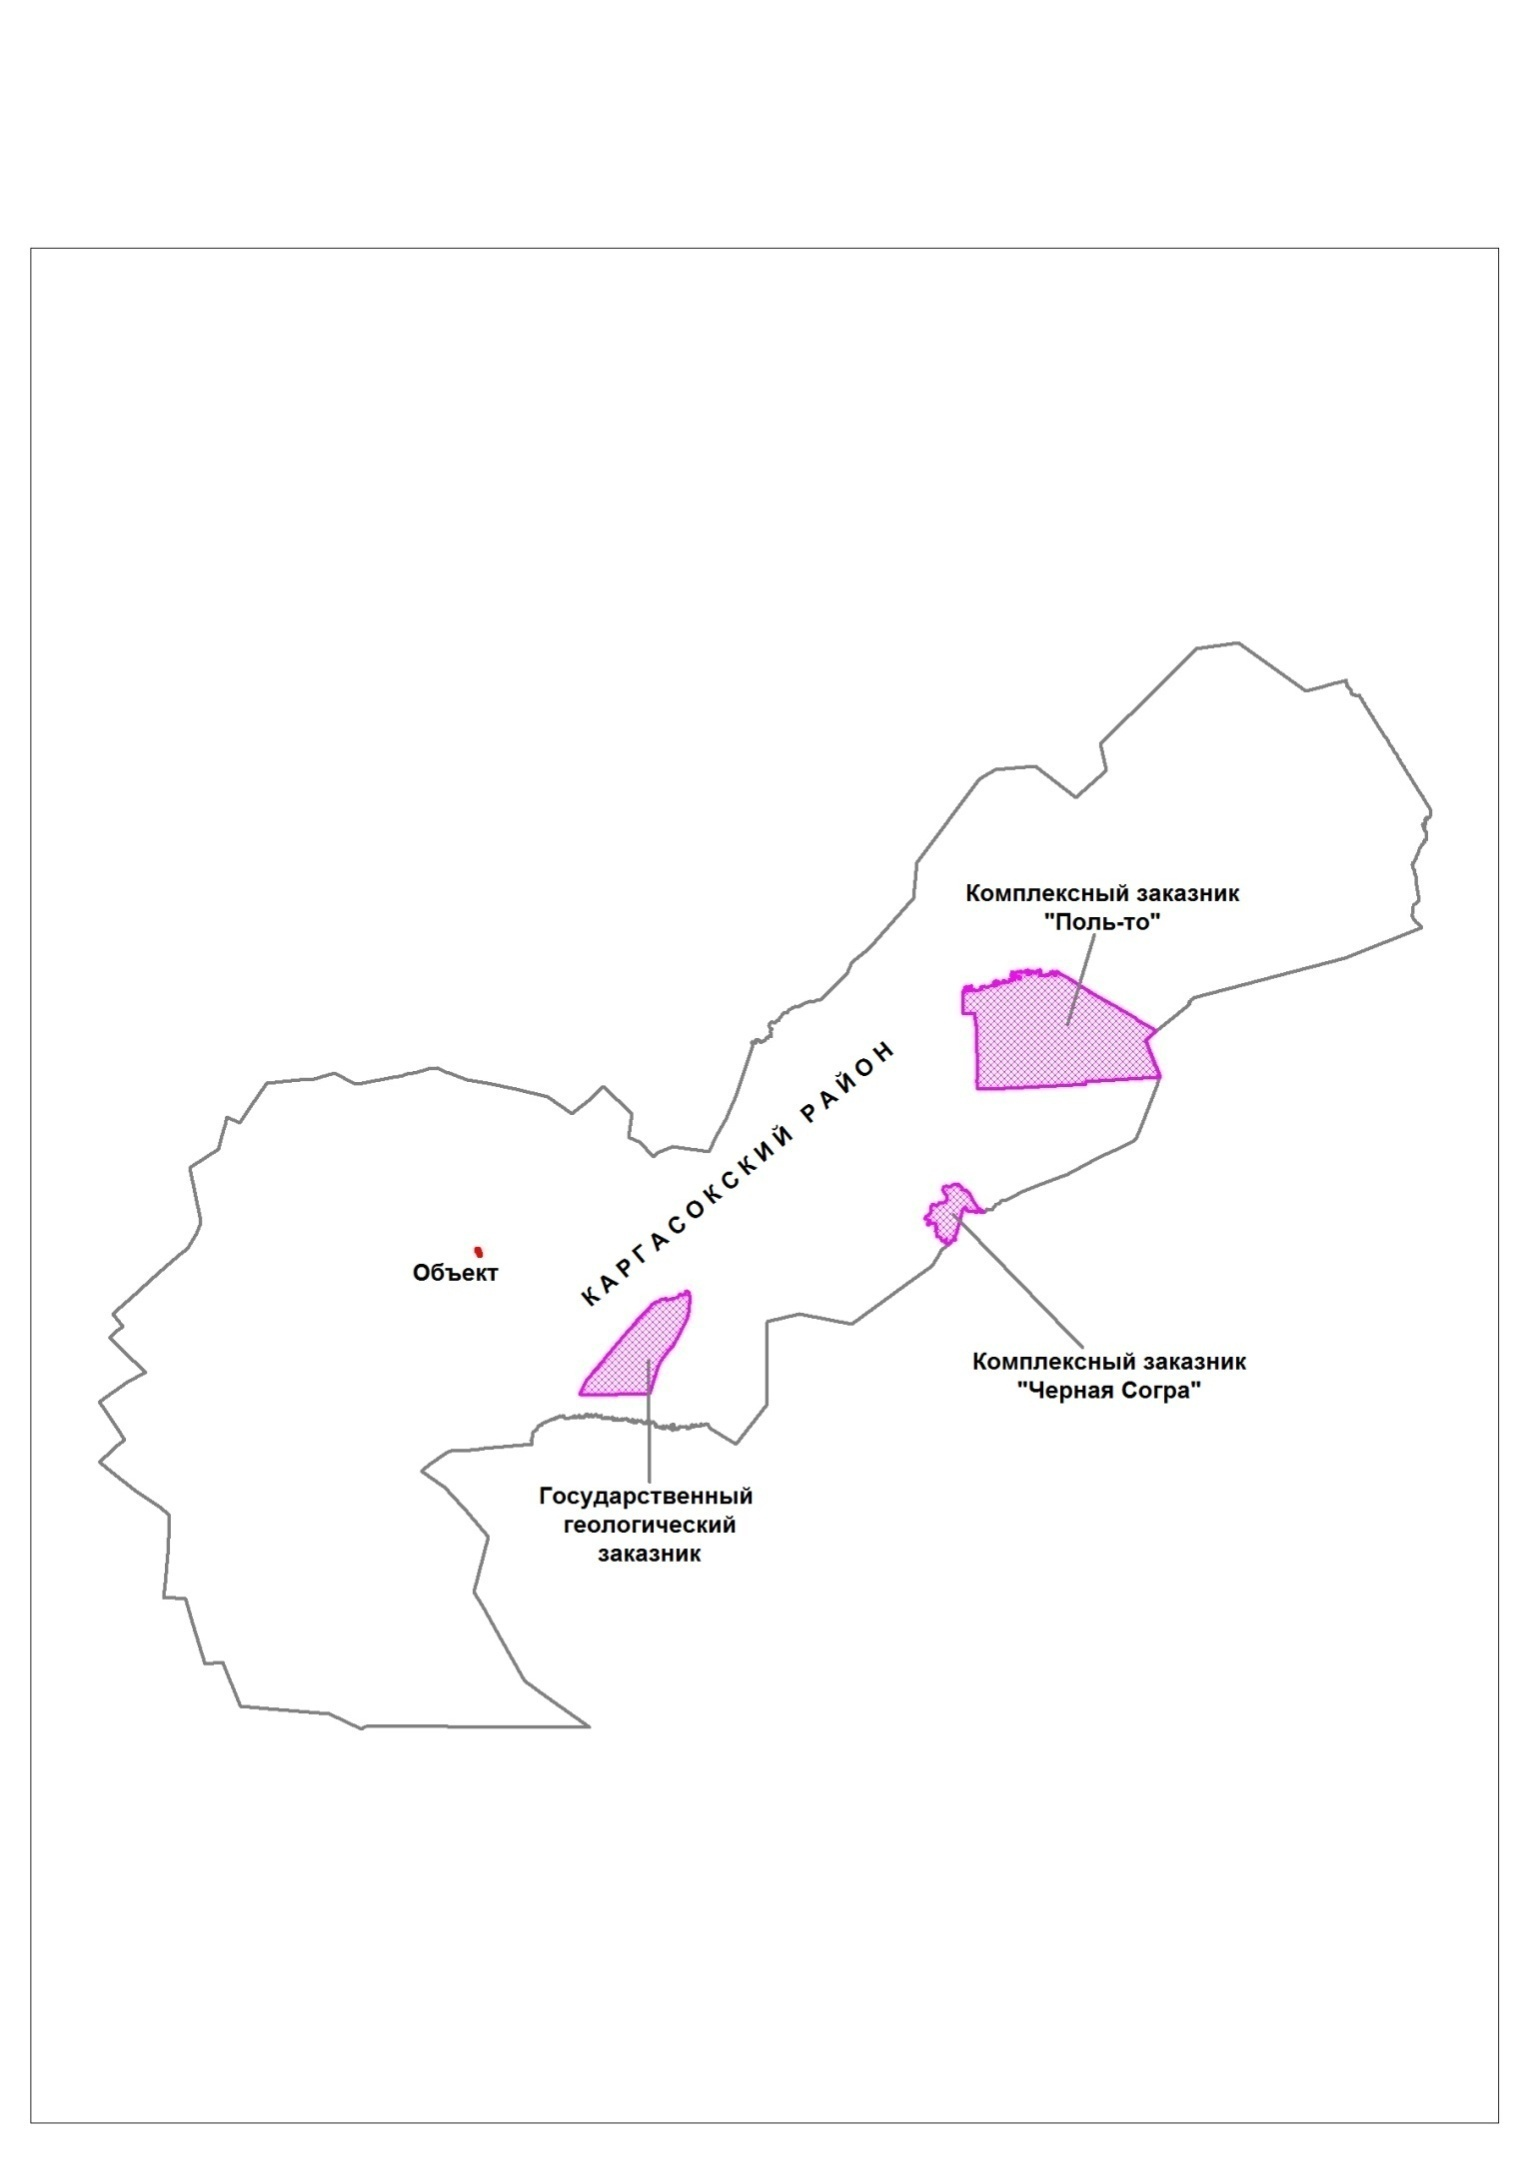 Комплексный заказник
"Поль-то"
КАРГАСОКСКИЙ РАЙОН
Объект
Комплексный заказник
"Черная Согра"
Государственный
геологический
заказник